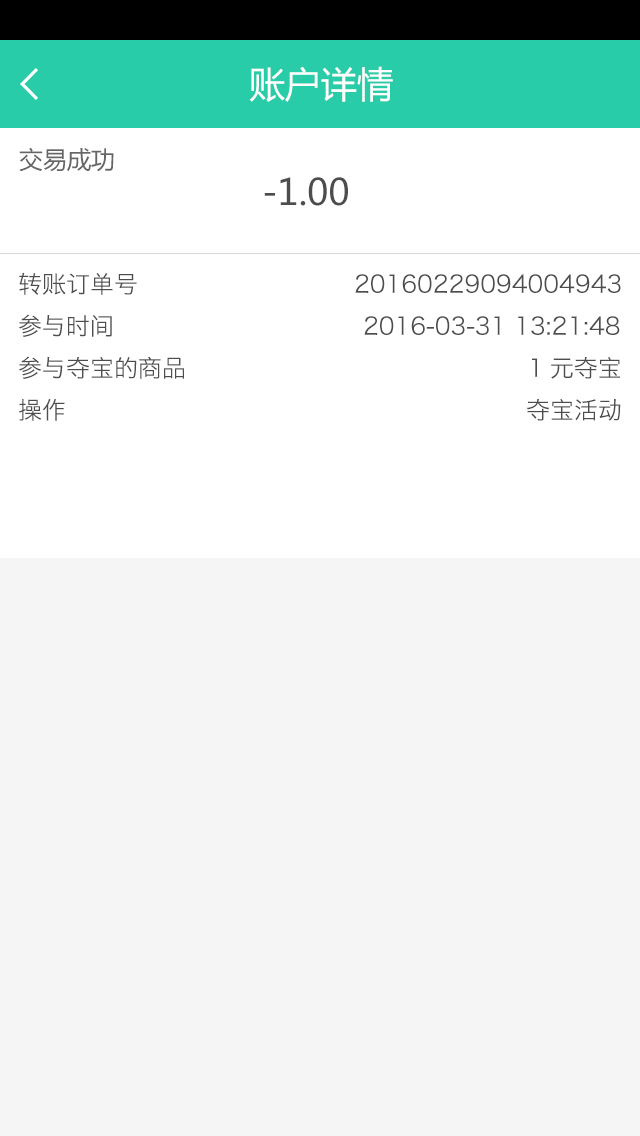 账户详情
交易成功
-1.00
转账订单号 20160229094004943
参与时间 2016-03-31 13:21:48
参与夺宝的商品 1 元夺宝
操作 夺宝活动